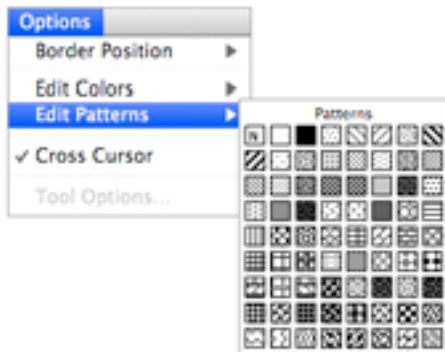 Options
Border Position
Edit Colors
Edit Patterns
Patterns
✓ Cross Cursor
Tool Options...